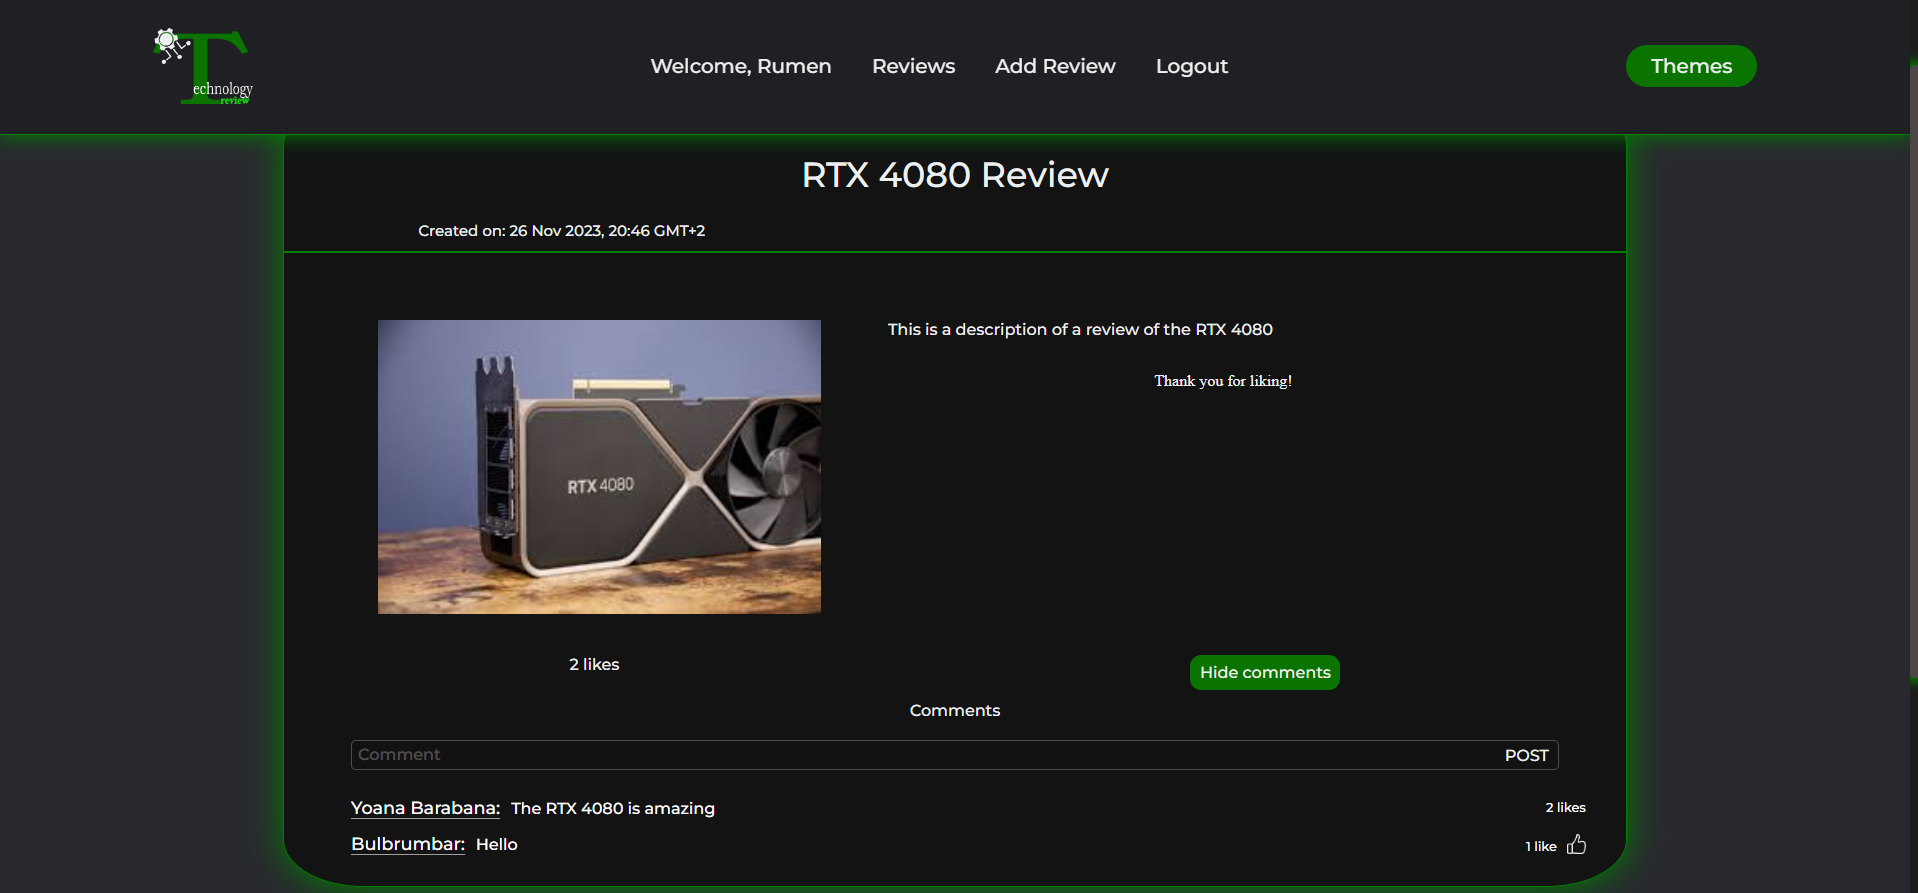 Technology
review
Welcome, Rumen
Reviews
Add Review
Logout
Themes
RTX 4080 Review
Created on: 26 Nov 2023, 20:46 GMT+2
RTX 4080
This is a description of a review of the RTX 4080
Thank you for liking!
2 likes
Hide comments
Comments
Comment
POST
Yoana Barabana: The RTX 4080 is amazing
2 likes
Bulbrumbar: Hello
1 like